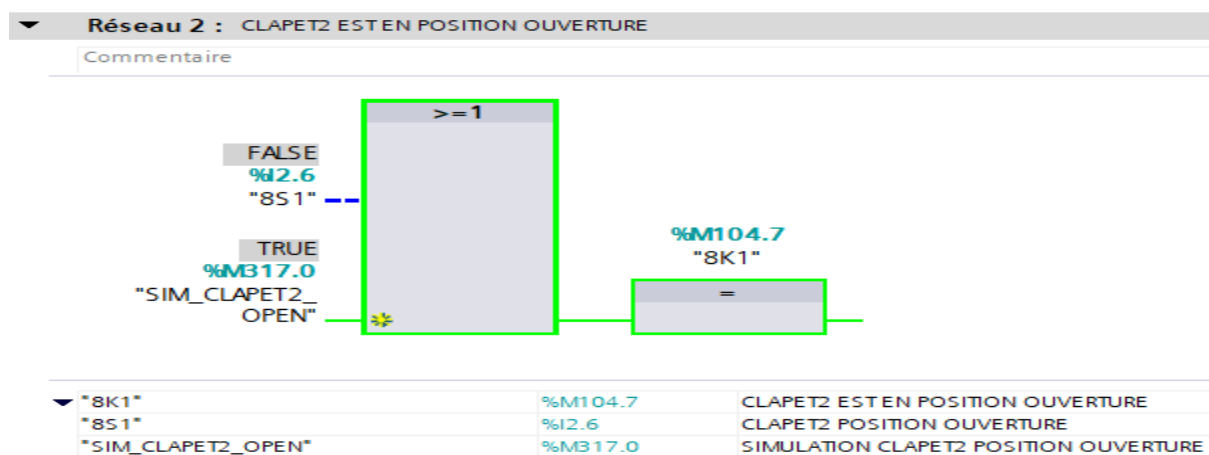 Réseau 2 : CLAPET2 EST EN POSITION OUVERTURE
Commentaire
>=1
FALSE
%I2.6
"8S1"
TRUE
%M317.0
"SIM_CLAPET2_
OPEN"
%M104.7
"8K1"
=
"8K1" %M104.7 CLAPET2 EST EN POSITION OUVERTURE
"8S1" %I2.6 CLAPET2 POSITION OUVERTURE
"SIM_CLAPET2_OPEN" %M317.0 SIMULATION CLAPET2 POSITION OUVERTURE